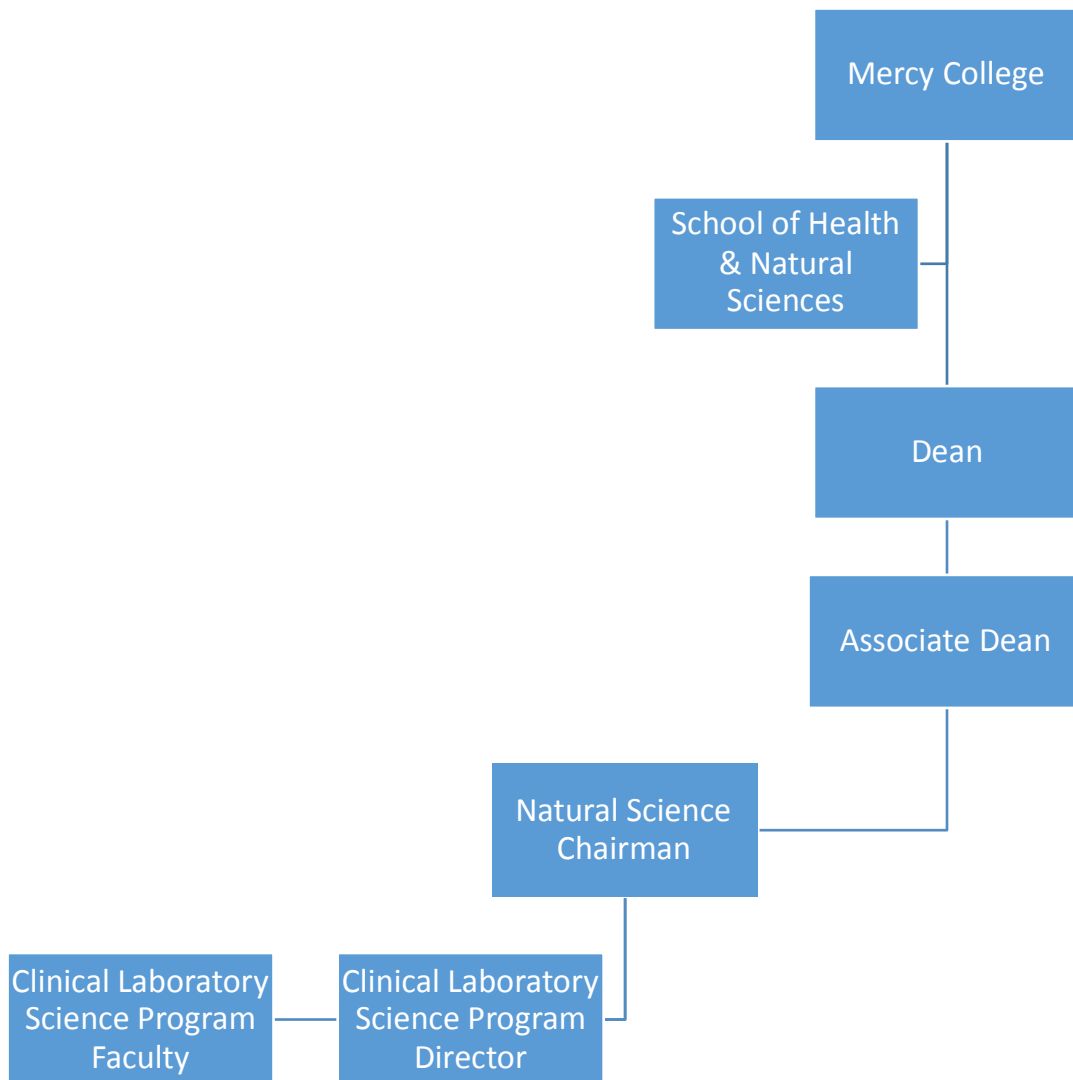 Mercy College
School of Health
& Natural
Sciences
Dean
Associate Dean
Natural Science
Chairman
Clinical Laboratory
Science Program
Faculty
Clinical Laboratory
Science Program
Director